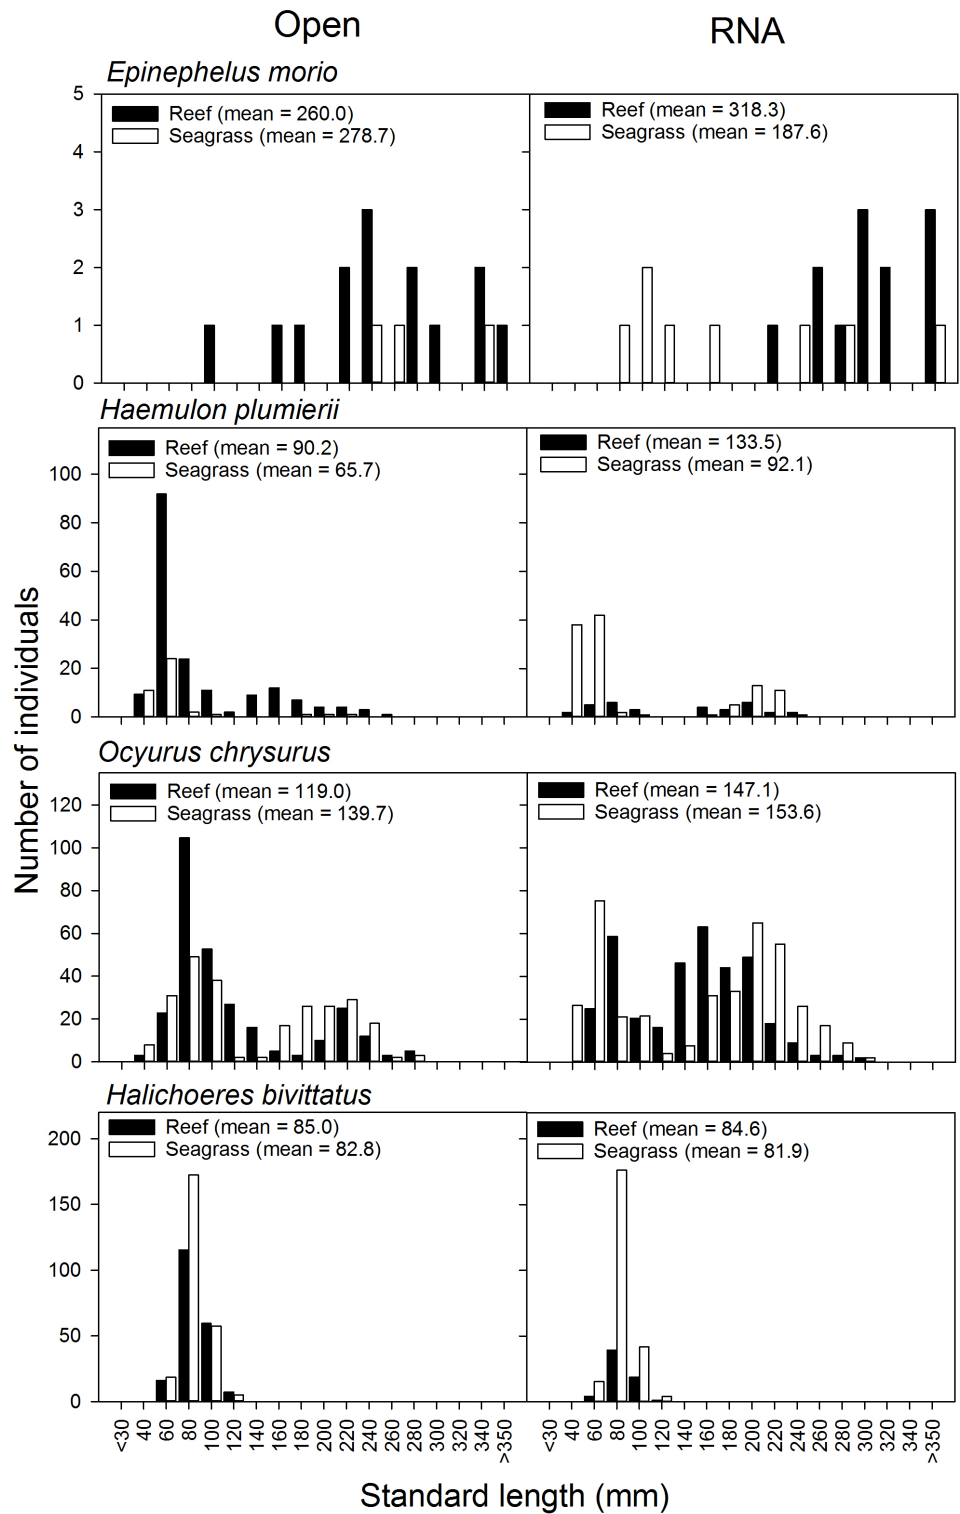 Open
RNA
Epinephelus morio
5
4
3
2
1
0
Reef (mean = 260.0)
Seagrass (mean = 278.7)
Reef (mean = 318.3)
Seagrass (mean = 187.6)
Haemulon plumierii
100
80
60
40
20
0
Reef (mean = 90.2)
Seagrass (mean = 65.7)
Reef (mean = 133.5)
Seagrass (mean = 92.1)
Number of individuals
Ocyurus chrysurus
120
100
80
60
40
20
0
Reef (mean = 119.0)
Seagrass (mean = 139.7)
Reef (mean = 147.1)
Seagrass (mean = 153.6)
Halichoeres bivittatus
200
150
100
50
0
Reef (mean = 85.0)
Seagrass (mean = 82.8)
Reef (mean = 84.6)
Seagrass (mean = 81.9)
<30 40 60 80 100 120 140 160 180 200 220 240 260 300 320 340 >350
<30 40 60 80 100 120 140 160 180 200 220 240 260 280 300 320 340 >350
Standard length (mm)